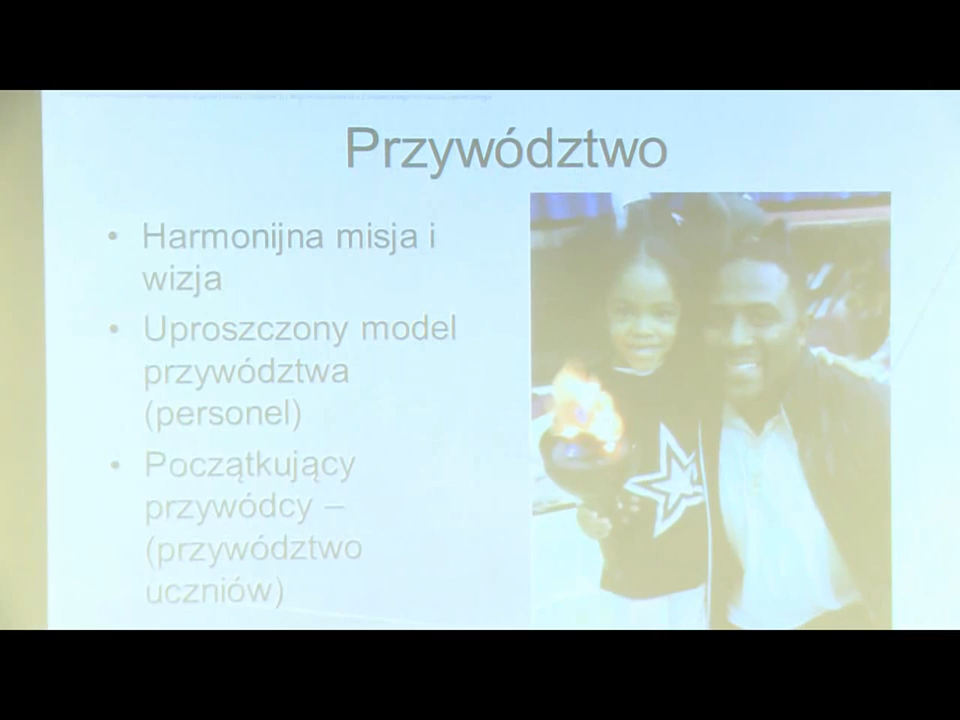 Przywództwo
• Harmonijna misja i
wizja
• Uproszczony model
przywództwa
(personel)
• Początkujący
przywódcy –
(przywództwo
uczniów)